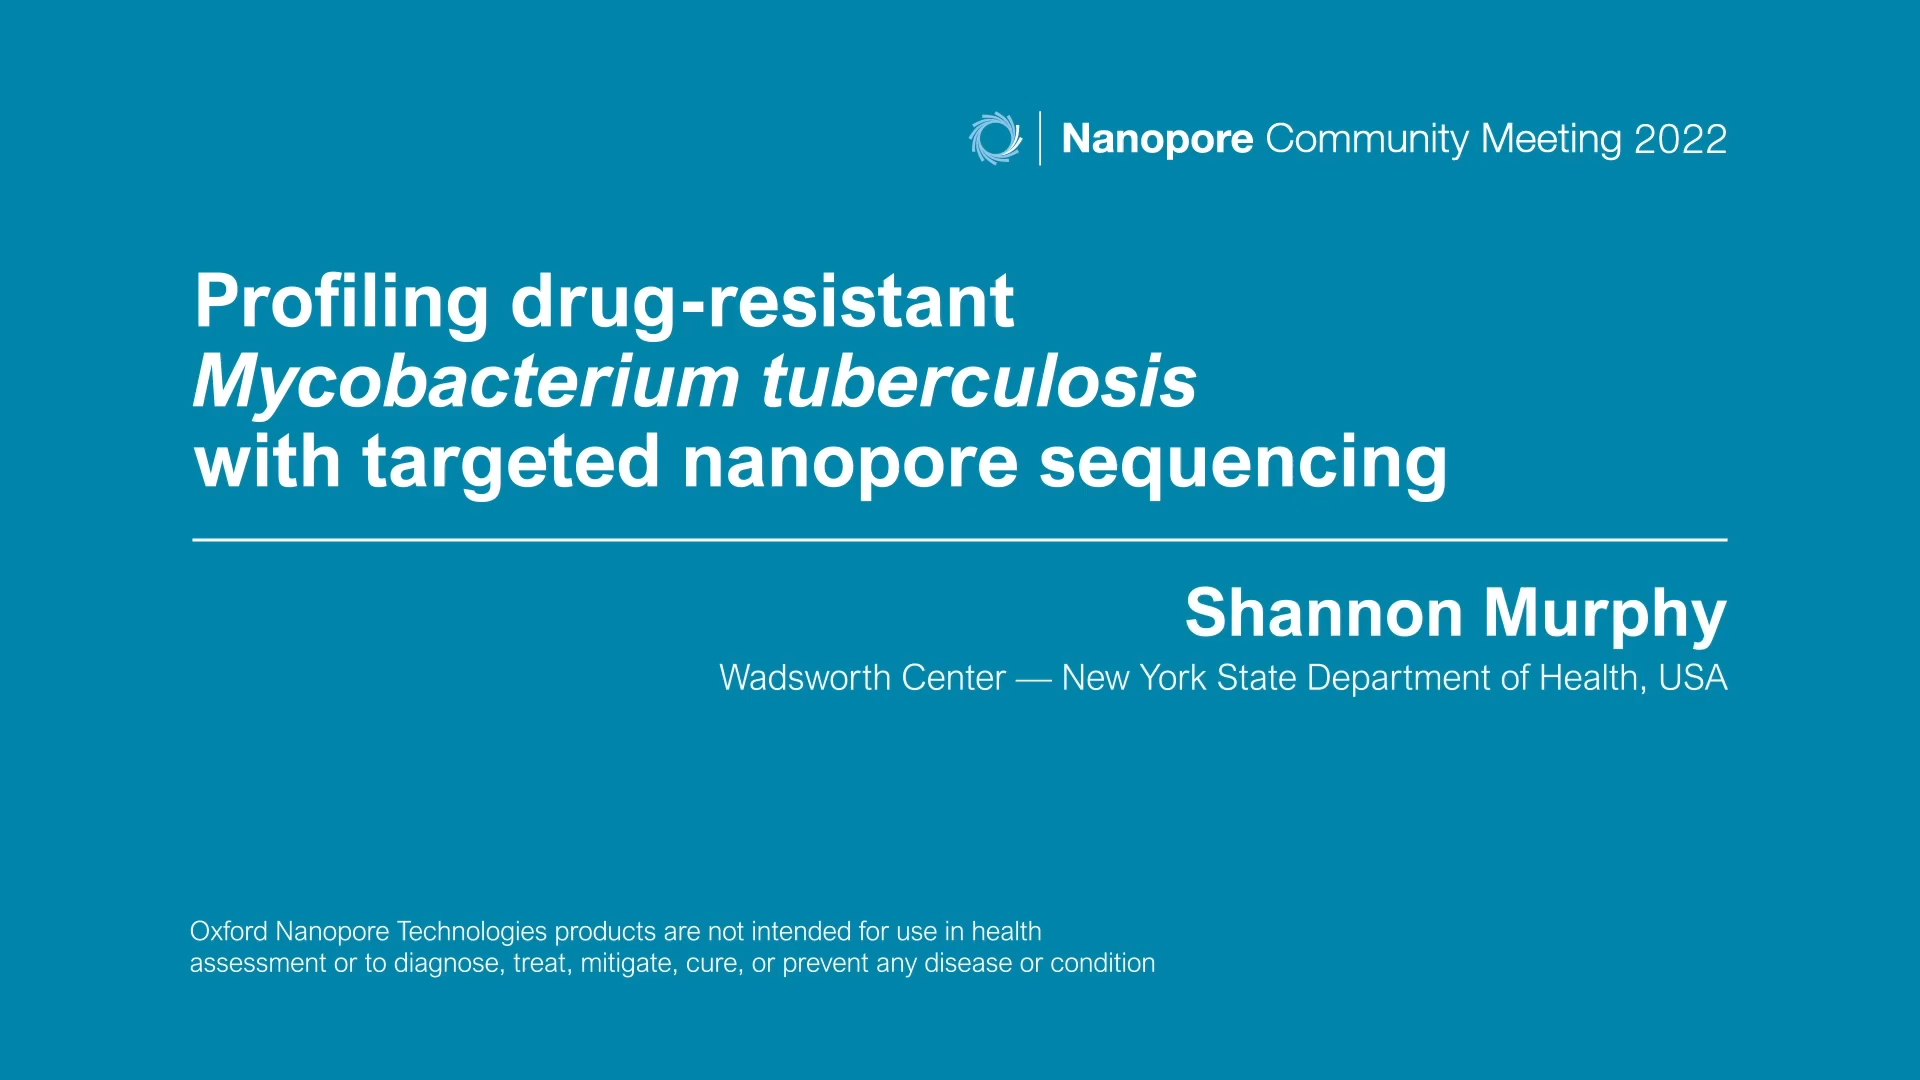 Nanopore Community Meeting 2022
Profiling drug-resistant
Mycobacterium tuberculosis
with targeted nanopore sequencing
Shannon Murphy
Wadsworth Center — New York State Department of Health, USA
Oxford Nanopore Technologies products are not intended for use in health
assessment or to diagnose, treat, mitigate, cure, or prevent any disease or condition